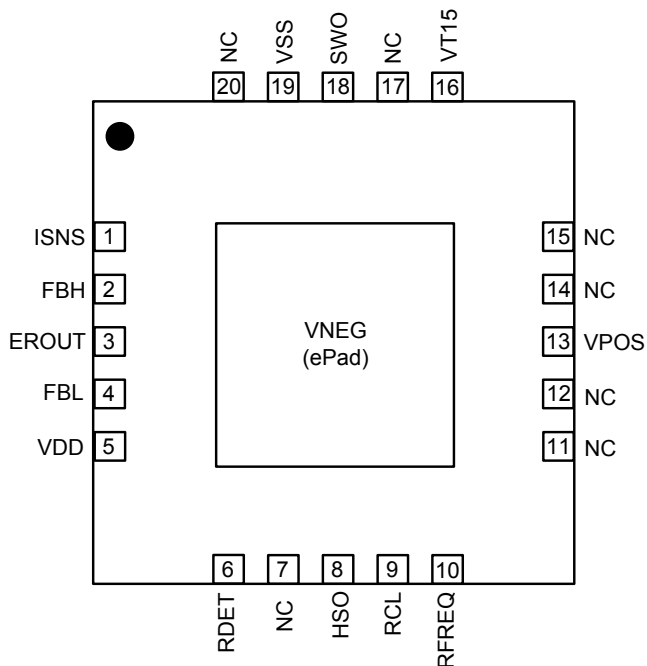 NC
VSS
SWO
NC
VT15
20
19
18
17
16
ISNS 1
15 NC
FBH 2
14 NC
EROUT 3
VNEG
(ePad)
13 VPOS
FBL 4
12 NC
VDD 5
11 NC
6
7
8
9
10
RDET
NC
HSO
RCL
RFREQ